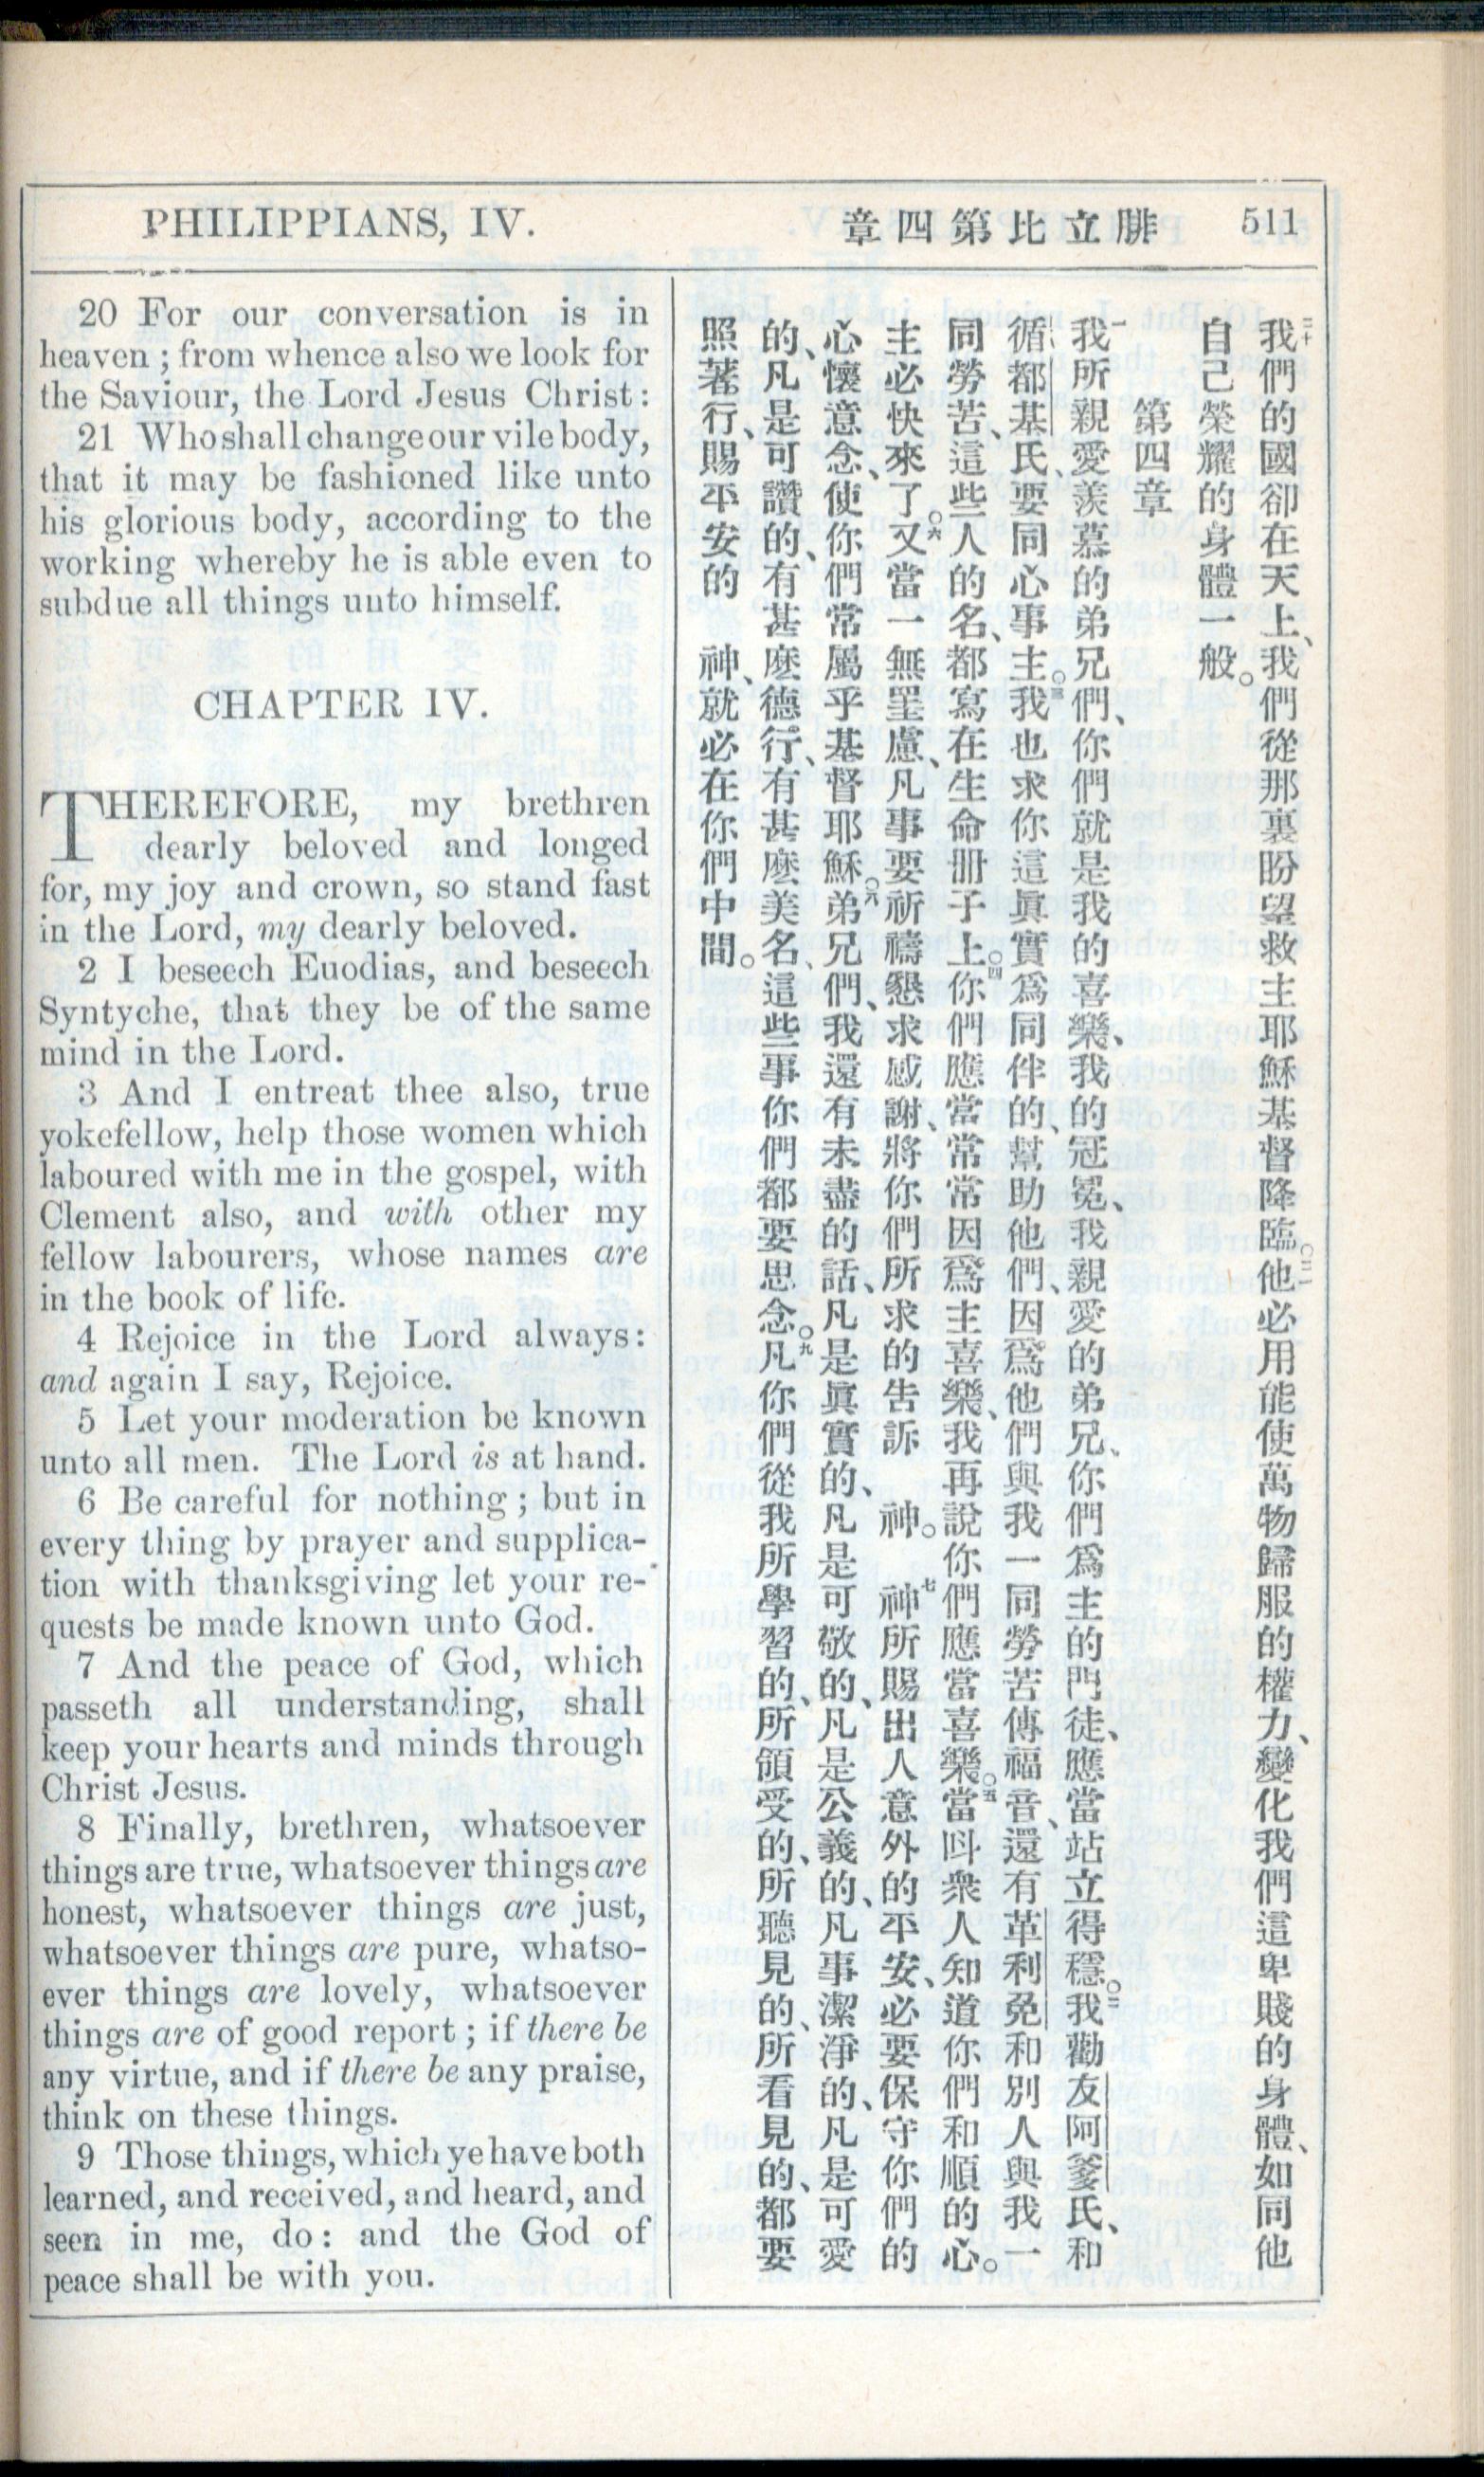 PHILIPPIANS, IV.
章四第比立腓
511
20 For our conversation is in
heaven ; from whence also we look for
the Saviour, the Lord Jesus Christ:
21 Who shall change our vile body,
that it may be fashioned like unto
his glorious body, according to the
working whereby he is able even to
subdue all things unto himself.
CHAPTER IV.
THEREFORE, my brethren
dearly beloved and longed
for, my joy and crown, so stand fast
in the Lord, my dearly beloved.
2 I beseech Euodias, and beseech
Syntyche, that they be of the same
mind in the Lord.
3 And I entreat thee also, true
yokefellow, help those women which
laboured with me in the gospel, with
Clement also, and with other my
fellow labourers, whose names are
in the book of life.
4 Rejoice in the Lord always:
and again I say, Rejoice.
5 Let your moderation be known
unto all men. The Lord is at hand.
6 Be careful for nothing ; but in
every thing by prayer and supplica-
tion with thanksgiving let your re-
quests be made known unto God.
7 And the peace of God, which
passeth all understanding, shall
keep your hearts and minds through
Christ Jesus.
8 Finally, brethren, whatsoever
things are true, whatsoever things are
honest, whatsoever things are just,
whatsoever things are pure, whatso-
ever things are lovely, whatsoever
things are of good report ; if there be
any virtue, and if there be any praise,
think on these things.
9 Those things, which ye have both
learned, and received, and heard, and
seen in me, do: and the God of
peace shall be with you.
二十我們的國卻在天上、我們從那裏盼望救主耶穌基督降臨。二一他必用能使萬物歸服的權力、變化我們這卑賤的身體、如同他
自己榮耀的身體一般。
第四章
一我所親愛羨慕的弟兄們、你們就是我的喜樂、我的冠冕、我親愛的弟兄、你們爲主的門徒、應當站立得穩。二我勸友阿爹氏、和
循都基氏、要同心事主。三我也求你這眞實爲同伴的、幫助他們、因爲他們與我一同勞苦傳福音、還有革利免和別人與我一
同勞苦、這些人的名、都寫在生命冊子上。四你們應當常常因爲主喜樂、我再說你們應當喜樂。五當叫衆人知道你們和順的心。
主必快來了。六又當一無罣慮、凡事要祈禱懇求感謝、將你們所求的告訴 神。 七神所賜出人意外的平安、必要保守你們的
心懷意念、使你們常屬乎基督耶穌。八弟兄們、我還有未盡的話、凡是眞實的、凡是可敬的、凡是公義的、凡事潔淨的、凡是可愛
的、凡是可讚的、有甚麽德行、有甚麽美名、這些事你們都要思念。九凡你們從我所學習的、所領受的、所聽見的、所看見的、都要
照著行、賜平安的 神、就必在你們中間。